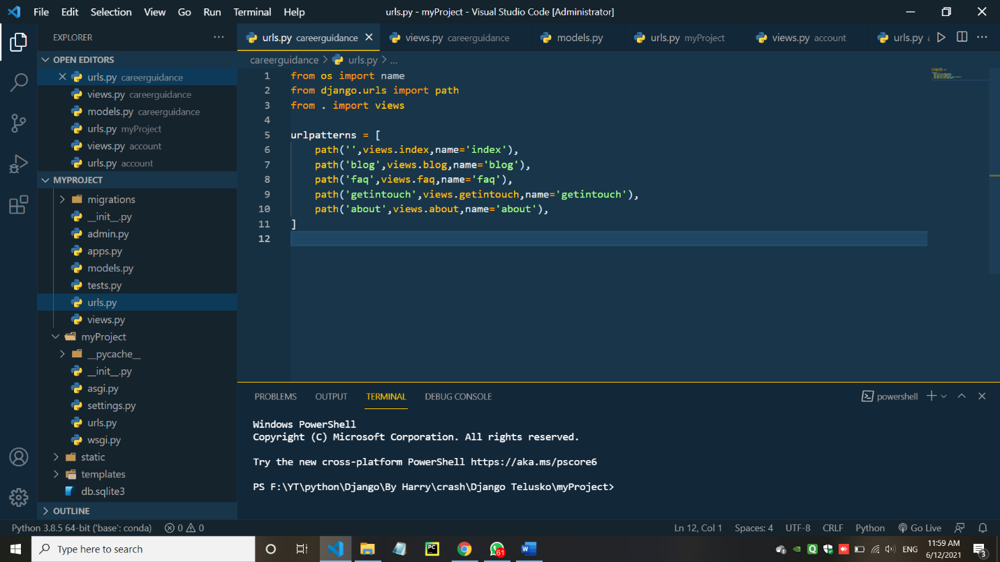 File Edit Selection View Go Run Terminal Help urls.py - myProject - Visual Studio Code [Administrator]
EXPLORER ...
OPEN EDITORS
urls.py careerguidance
views.py careerguidance
models.py careerguidance
urls.py myProject
views.py account
urls.py account
MYPROJECT
migrations
__init__.py
admin.py
apps.py
models.py
tests.py
urls.py
views.py
myProject
__pycache__
__init__.py
asgi.py
settings.py
urls.py
wsgi.py
static
templates
db.sqlite3
OUTLINE
urls.py careerguidance views.py careerguidance models.py urls.py myProject views.py account urls.py a
careerguidance > urls.py > ...
1 from os import name
2 from django.urls import path
3 from . import views
4
5 urlpatterns = [
6 path('',views.index,name='index'),
7 path('blog',views.blog,name='blog'),
8 path('faq',views.faq,name='faq'),
9 path('getintouch',views.getintouch,name='getintouch'),
10 path('about',views.about,name='about'),
11 ]
12
PROBLEMS OUTPUT TERMINAL DEBUG CONSOLE powershell
Windows PowerShell
Copyright (C) Microsoft Corporation. All rights reserved.
Try the new cross-platform PowerShell https://aka.ms/pscore6
PS F:\YT\python\Django\By Harry\crash\Django Telusko\myProject>
Python 3.8.5 64-bit ('base': conda) 0 0 Ln 12, Col 1 Spaces: 4 UTF-8 CRLF Python Go Live
Type here to search PC 61 W Q ENG 11:59 AM
6/12/2021 3